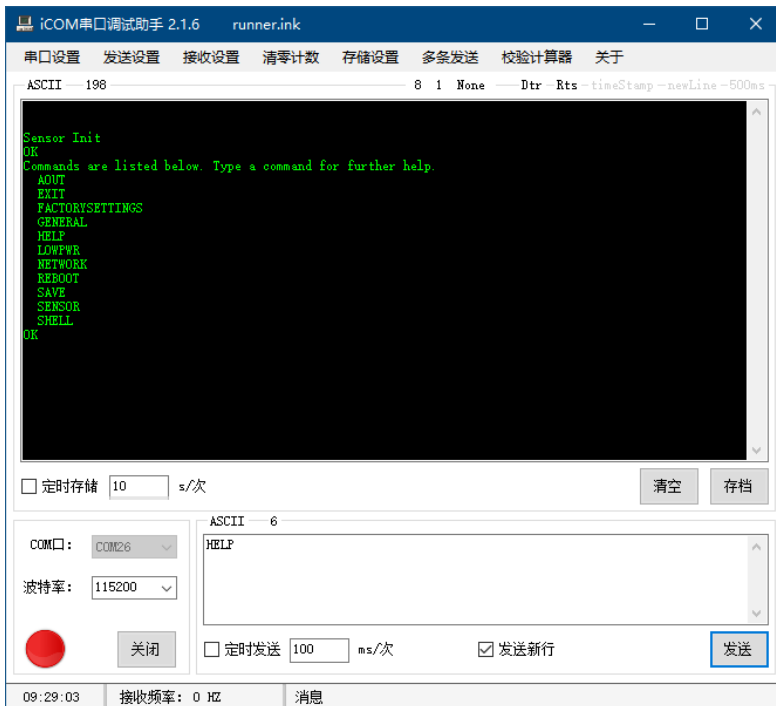 iCOM串口调试助手 2.1.6 runner.ink
串口设置 发送设置 接收设置 清零计数 存储设置 多条发送 校验计算器 关于
ASCII 198 8 1 None Dtr Rts timeStamp newLine 500ms
Sensor Init
OK
Commands are listed below. Type a command for further help.
AOUT
EXIT
FACTORYSETTINGS
GENERAL
HELP
LOWPWR
NETWORK
REBOOT
SAVE
SENSOR
SHELL
OK
定时存储 10 s/次 清空 存档
ASCII 6
COM口: COM26
HELP
波特率: 115200
关闭 定时发送 100 ms/次 发送新行 发送
09:29:03 接收频率: 0 HZ 消息